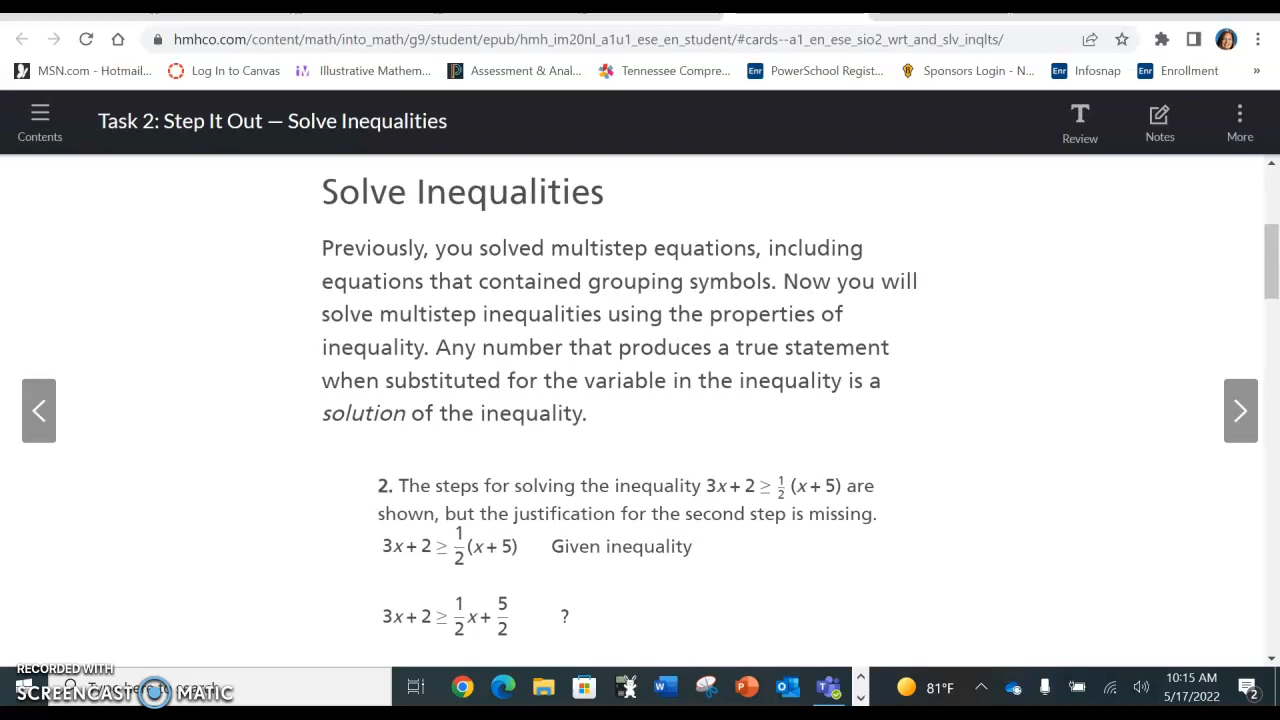 hmhco.com/content/math/into_math/g9/student/epub/hmh_im20nl_a1u1_ese_en_student/#cards--a1_en_ese_sio2_wrt_and_slv_inqlts/
MSN.com - Hotmail... Log In to Canvas Illustrative Mathem... Assessment & Anal... Tennessee Compre... PowerSchool Regist... Sponsors Login - N... Infosnap Enrollment »
Contents
Task 2: Step It Out — Solve Inequalities
Review Notes More
Solve Inequalities
Previously, you solved multistep equations, including
equations that contained grouping symbols. Now you will
solve multistep inequalities using the properties of
inequality. Any number that produces a true statement
when substituted for the variable in the inequality is a
solution of the inequality.
2. The steps for solving the inequality 3x + 2 ≥ 1/2 (x + 5) are
shown, but the justification for the second step is missing.
3x + 2 ≥ 1/2 (x + 5) Given inequality
3x + 2 ≥ 1/2 x + 5/2 ?
RECORDED WITH
SCREENCAST MATIC
81°F
10:15 AM
5/17/2022
2